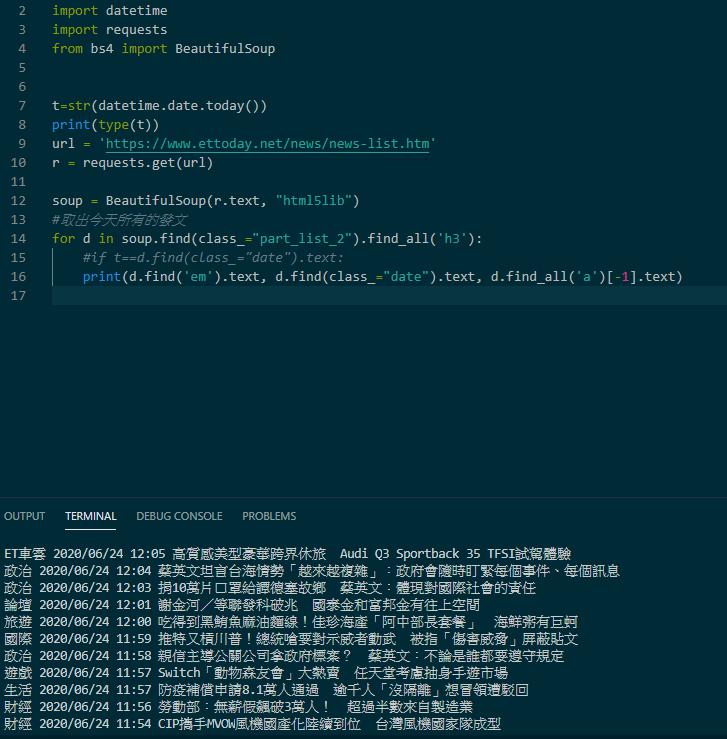 2 import datetime
3 import requests
4 from bs4 import BeautifulSoup
5
6
7 t=str(datetime.date.today())
8 print(type(t))
9 url = 'https://www.ettoday.net/news/news-list.htm'
10 r = requests.get(url)
11
12 soup = BeautifulSoup(r.text, "html5lib")
13 #取出今天所有的發文
14 for d in soup.find(class_="part_list_2").find_all('h3'):
15 #if t==d.find(class_="date").text:
16 print(d.find('em').text, d.find(class_="date").text, d.find_all('a')[-1].text)
17
OUTPUT TERMINAL DEBUG CONSOLE PROBLEMS
ET車雲 2020/06/24 12:05 高質感美型豪華跨界休旅 Audi Q3 Sportback 35 TFSI試駕體驗
政治 2020/06/24 12:04 蔡英文坦言台海情勢「越來越複雜」:政府會隨時盯緊每個事件、每個訊息
政治 2020/06/24 12:03 捐10萬片口罩給譚德塞故鄉 蔡英文:體現對國際社會的責任
論壇 2020/06/24 12:01 謝金河/等聯發科破兆 國泰金和富邦金有往上空間
旅遊 2020/06/24 12:00 吃得到黑鮪魚麻油麵線!佳珍海產「阿中部長套餐」 海鮮粥有巨蚵
國際 2020/06/24 11:59 推特又槓川普!總統嗆要對示威者動武 被指「傷害威脅」屏蔽貼文
政治 2020/06/24 11:58 親信主導公關公司拿政府標案? 蔡英文:不論是誰都要遵守規定
遊戲 2020/06/24 11:57 Switch「動物森友會」大熱賣 任天堂考慮抽身手遊市場
生活 2020/06/24 11:57 防疫補償申請8.1萬人通過 逾千人「沒隔離」想冒領遭駁回
財經 2020/06/24 11:56 勞動部:無薪假飆破3萬人! 超過半數來自製造業
財經 2020/06/24 11:54 CIP攜手MVOW風機國產化陸續到位 台灣風機國家隊成型